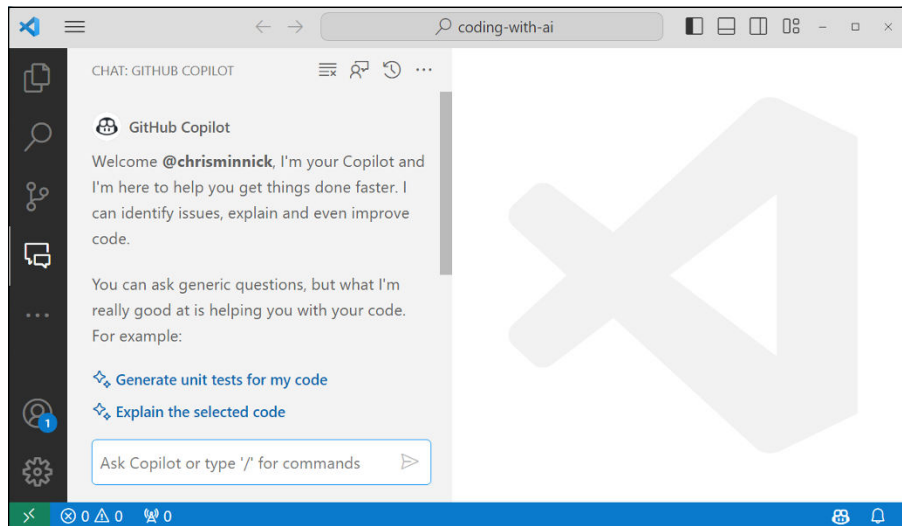 coding-with-ai
CHAT: GITHUB COPILOT
GitHub Copilot
Welcome @chrisminnick, I'm your Copilot and
I'm here to help you get things done faster. I
can identify issues, explain and even improve
code.
You can ask generic questions, but what I'm
really good at is helping you with your code.
For example:
Generate unit tests for my code
Explain the selected code
1
Ask Copilot or type '/' for commands
0 0 0